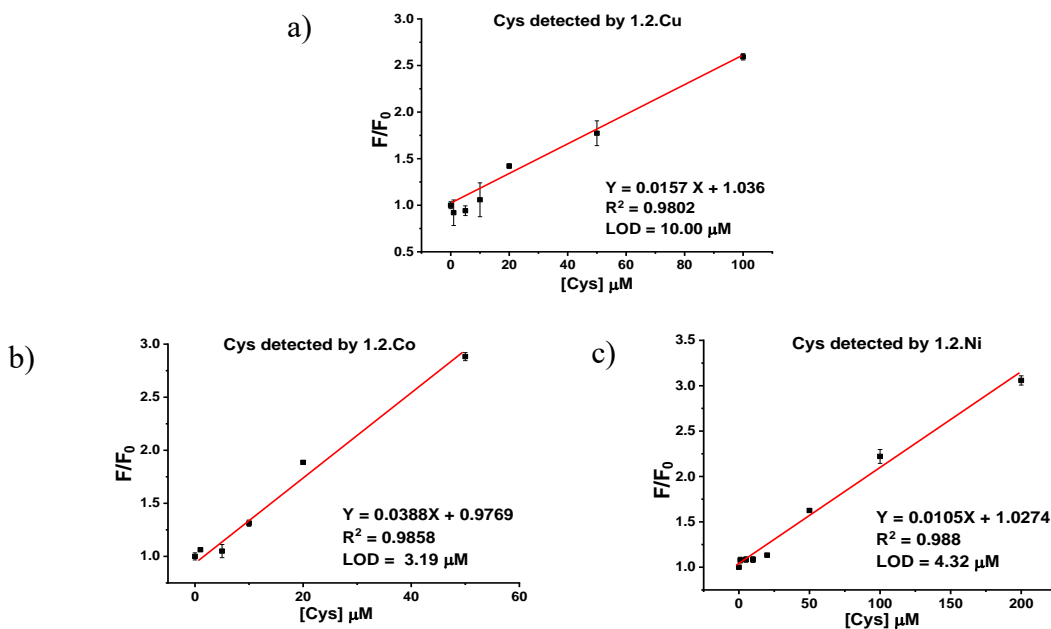 a)
Cys detected by 1.2.Cu
3.0
2.5
2.0
1.5
1.0
0.5
F/F₀
Y = 0.0157 X + 1.036
R² = 0.9802
LOD = 10.00 μM
0 20 40 60 80 100
[Cys] μM
b)
Cys detected by 1.2.Co
3.0
2.5
2.0
1.5
1.0
F/F₀
Y = 0.0388X + 0.9769
R² = 0.9858
LOD =  3.19 μM
0 20 40 60
[Cys] μM
c)
Cys detected by 1.2.Ni
3.5
3.0
2.5
2.0
1.5
1.0
F/F₀
Y = 0.0105X + 1.0274
R² = 0.988
LOD = 4.32 μM
0 50 100 150 200
[Cys] μM